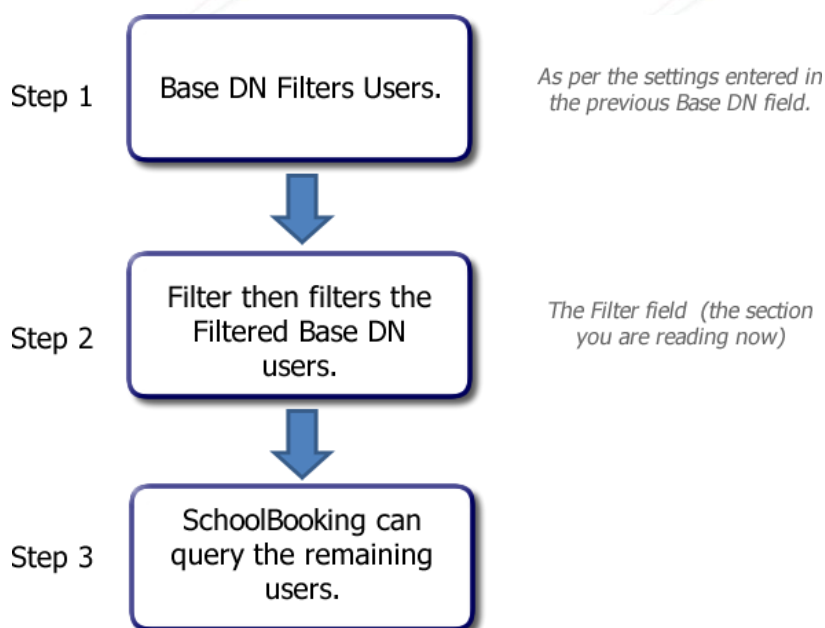 Step 1
Base DN Filters Users.
As per the settings entered in
the previous Base DN field.
Step 2
Filter then filters the
Filtered Base DN
users.
The Filter field (the section
you are reading now)
Step 3
SchoolBooking can
query the remaining
users.